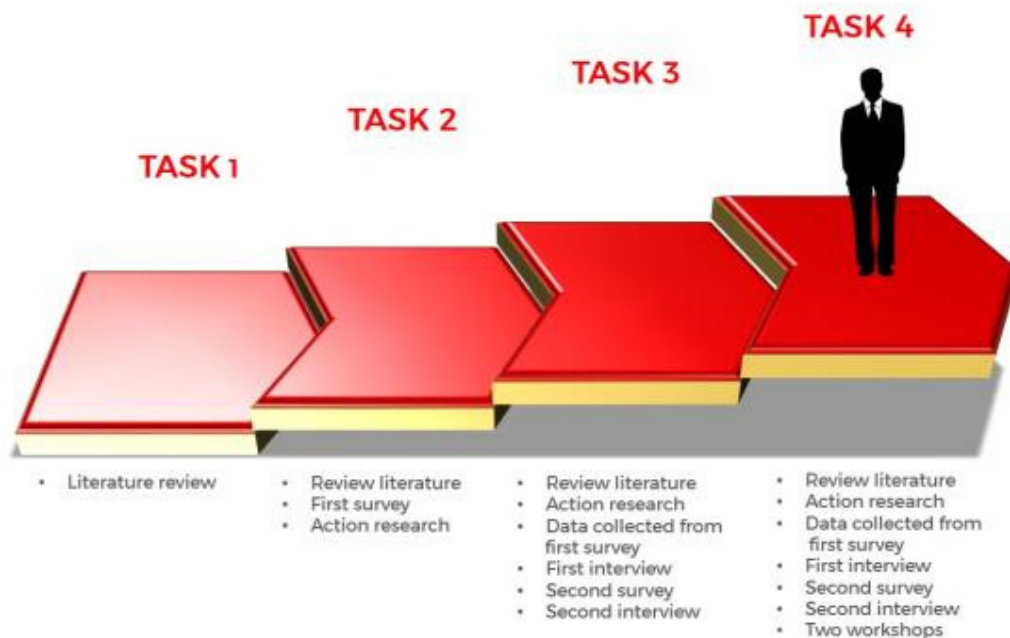 TASK 1
TASK 2
TASK 3
TASK 4
• Literature review
• Review literature
• First survey
• Action research
• Review literature
• Action research
• Data collected from
first survey
• First interview
• Second survey
• Second interview
• Review literature
• Action research
• Data collected from
first survey
• First interview
• Second survey
• Second interview
• Two workshops